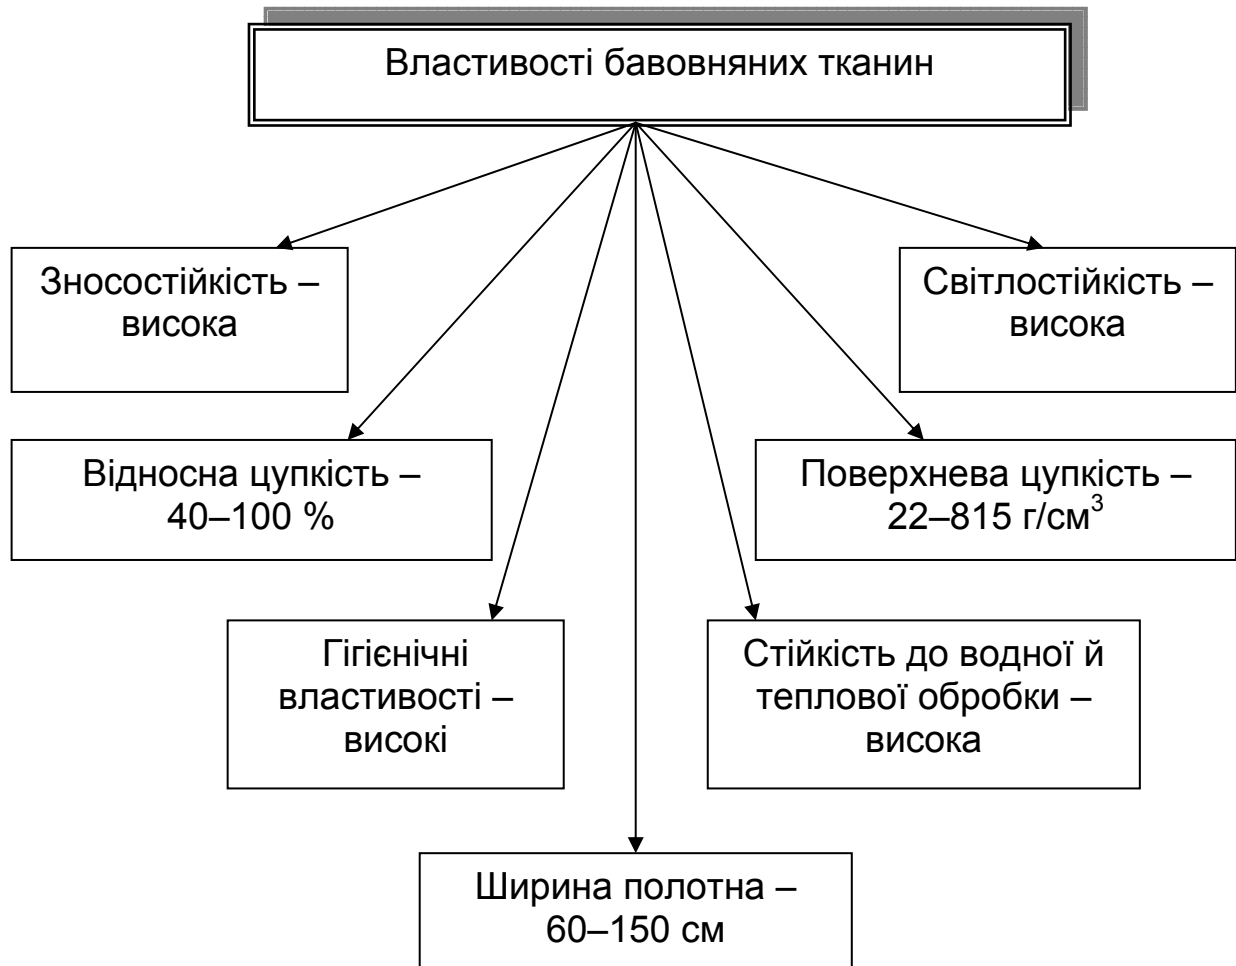 Властивості бавовняних тканин
Зносостійкість –
висока
Світлостійкість –
висока
Відносна цупкість –
40–100 %
Поверхнева цупкість –
22–815 г/см³
Гігієнічні
властивості –
високі
Стійкість до водної й
теплової обробки –
висока
Ширина полотна –
60–150 см